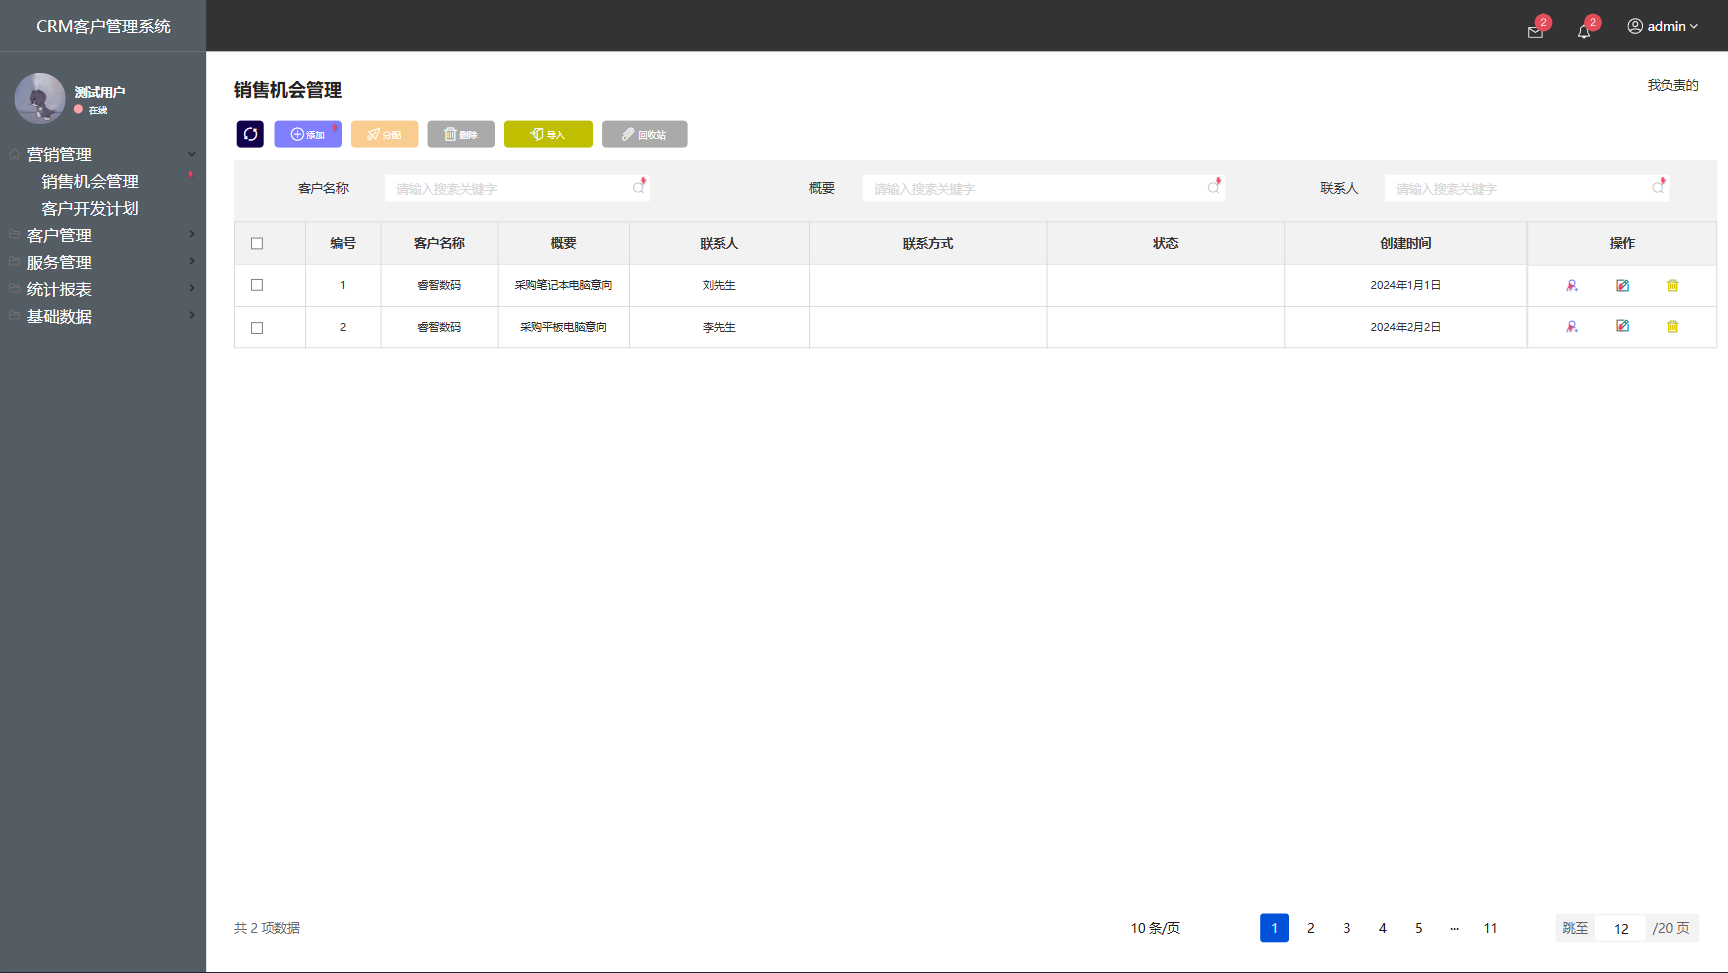 CRM客户管理系统
2
2
admin
测试用户
在线
营销管理
销售机会管理
客户开发计划
客户管理
服务管理
统计报表
基础数据
销售机会管理
我负责的
添加
分配
删除
导入
回收站
客户名称 请输入搜索关键字 概要 请输入搜索关键字 联系人 请输入搜索关键字
编号 客户名称 概要 联系人 联系方式 状态 创建时间 操作
1 睿智数码 采购笔记本电脑意向 刘先生 2024年1月1日
2 睿智数码 采购平板电脑意向 李先生 2024年2月2日
共 2 项数据 10 条/页 1 2 3 4 5 ··· 11 跳至 12 /20 页